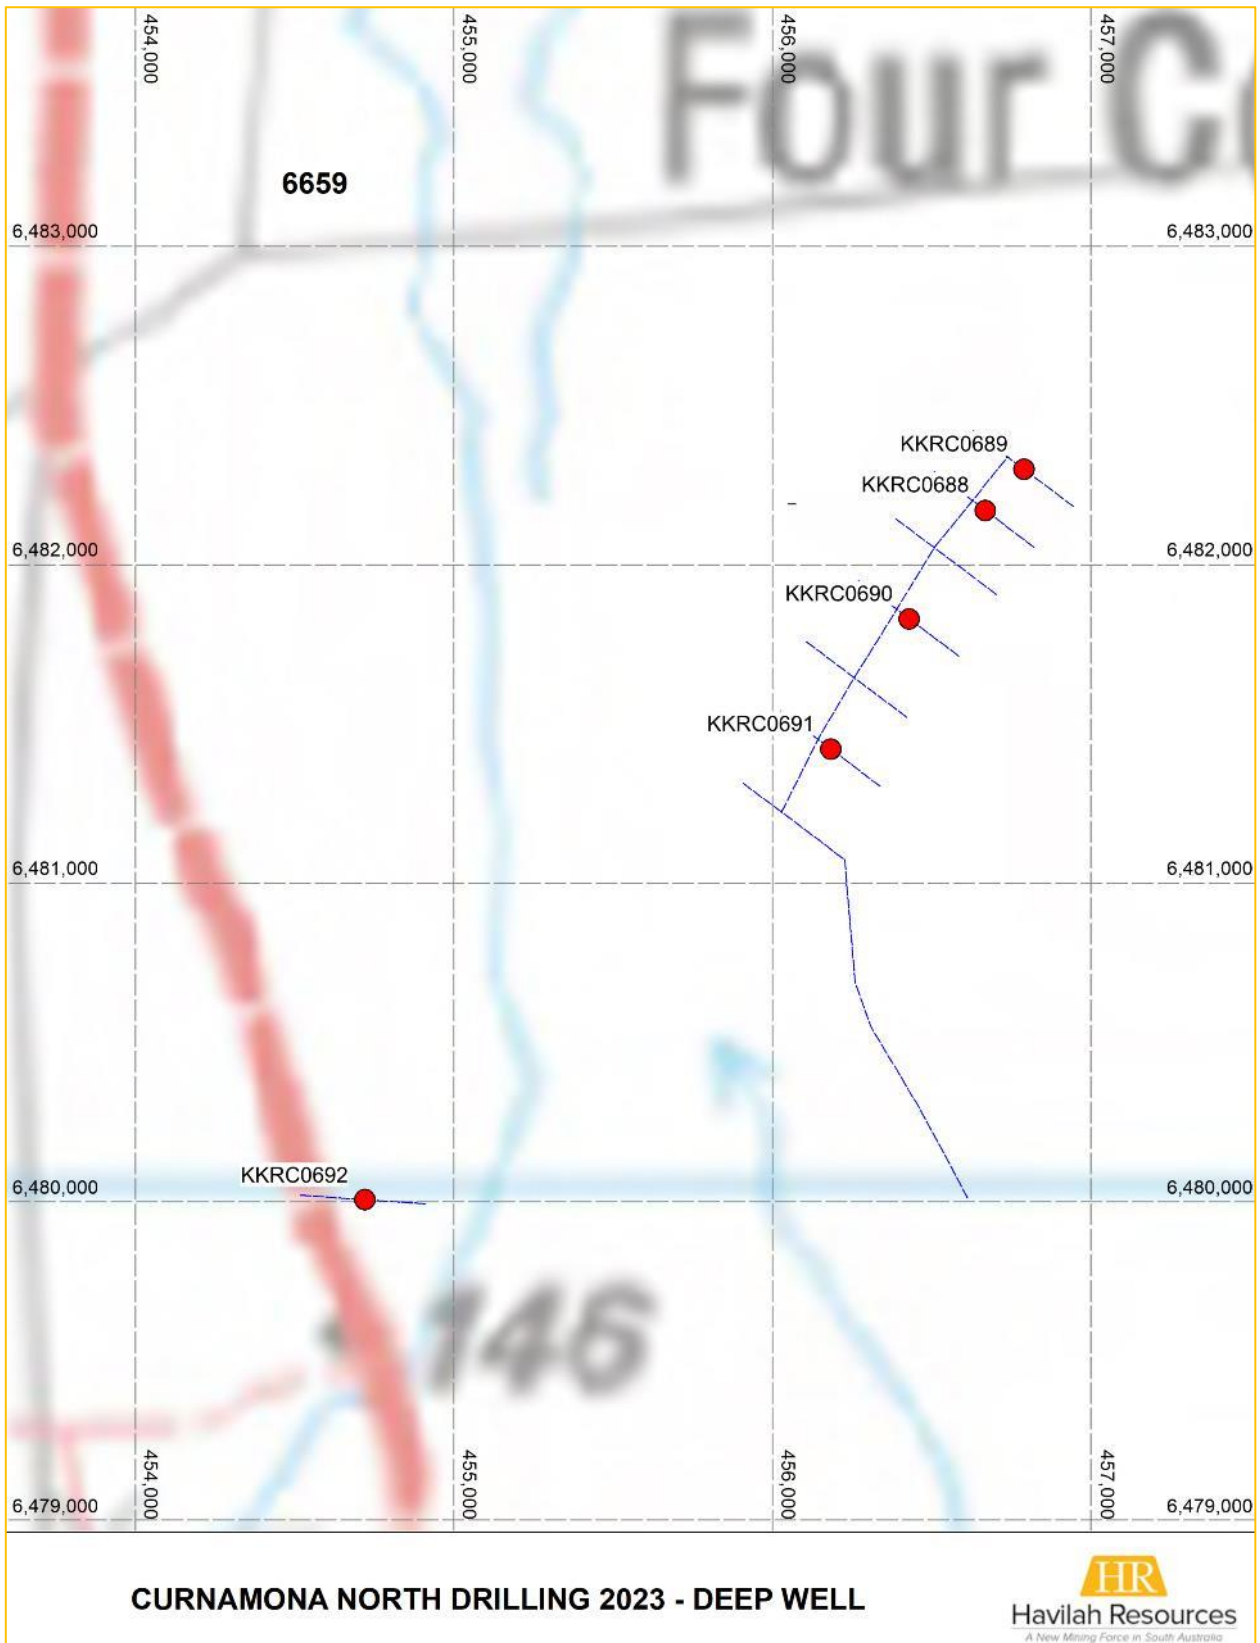 454,000
455,000
456,000
457,000
Four C
6659
6,483,000
6,483,000
KKRC0689
KKRC0688
6,482,000
6,482,000
KKRC0690
KKRC0691
6,481,000
6,481,000
KKRC0692
6,480,000
6,480,000
146
454,000
455,000
456,000
457,000
6,479,000
6,479,000
CURNAMONA NORTH DRILLING 2023 - DEEP WELL
HR
Havilah Resources
A New Mining Force in South Australia